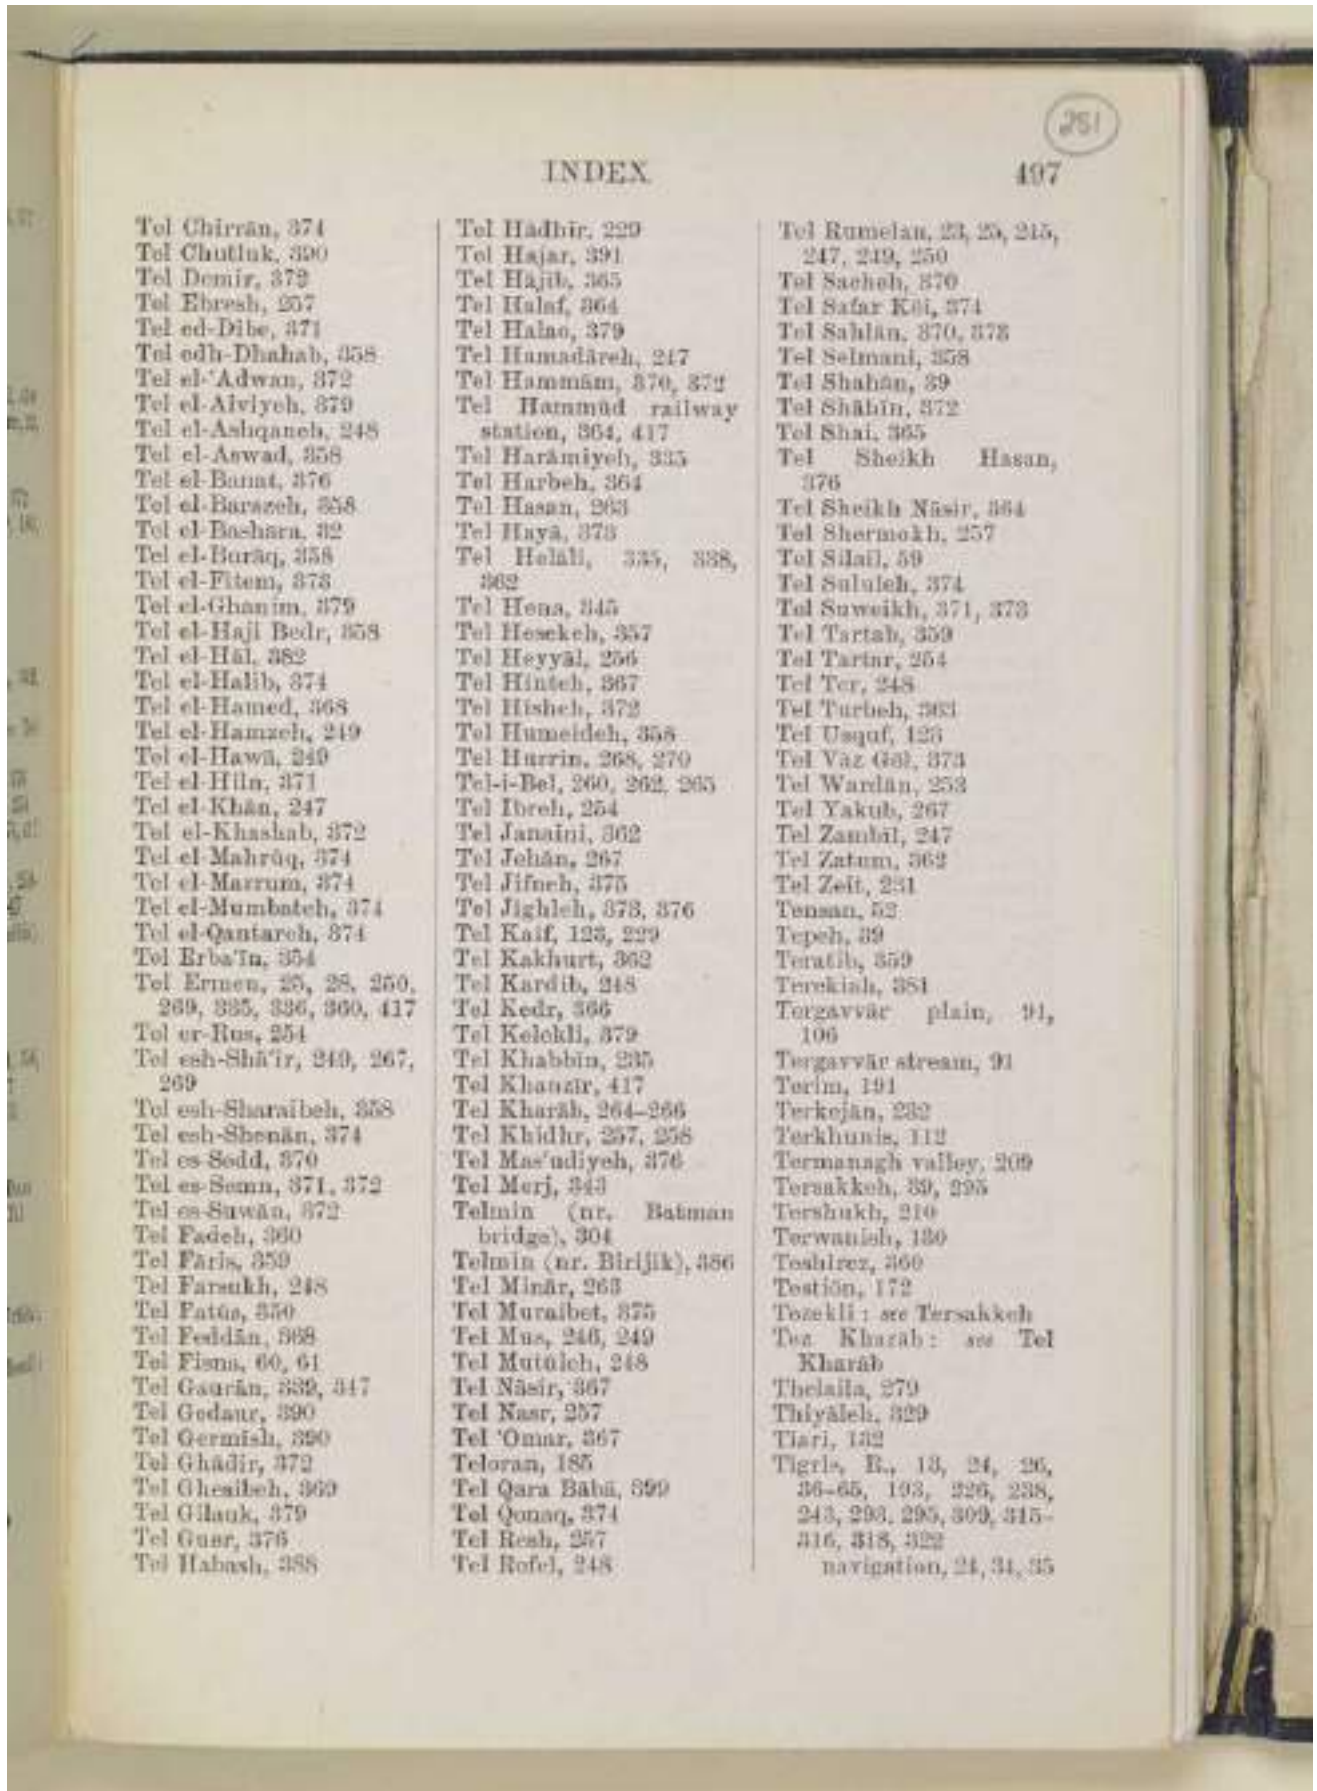 251
INDEX
497
Tel Chirrān, 374
Tel Chutluk, 390
Tel Demir, 372
Tel Ebresh, 257
Tel ed-Dibe, 371
Tel edh-Dhahab, 358
Tel el-'Adwan, 372
Tel el-Alviyeh, 379
Tel el-Ashqaneh, 248
Tel el-Aswad, 358
Tel el-Banat, 376
Tel el-Barazeh, 358
Tel el-Bashara, 32
Tel el-Burāq, 358
Tel el-Fitem, 373
Tel el-Ghanim, 379
Tel el-Haji Bedr, 358
Tel el-Hāl, 382
Tel el-Halib, 374
Tel el-Hamed, 368
Tel el-Hamzeh, 249
Tel el-Hawā, 249
Tel el-Hiln, 371
Tel el-Khān, 247
Tel el-Khashab, 372
Tel el-Mahrūq, 374
Tel el-Marrum, 374
Tel el-Mumbateh, 374
Tel el-Qantareh, 374
Tel Erba'īn, 354
Tel Ermen, 25, 28, 250,
269, 335, 336, 360, 417
Tel er-Rus, 254
Tel esh-Shā'ir, 249, 267,
269
Tel esh-Sharaibeh, 358
Tel esh-Shenān, 374
Tel es-Sedd, 370
Tel es-Semn, 371, 372
Tel es-Suwān, 372
Tel Fadeh, 360
Tel Fāris, 359
Tel Farsukh, 248
Tel Fatūs, 350
Tel Feddān, 368
Tel Fisna, 60, 61
Tel Gaurān, 339, 347
Tel Gedaur, 390
Tel Germish, 390
Tel Ghādir, 372
Tel Ghesibeh, 369
Tel Gilauk, 379
Tel Guer, 376
Tel Habash, 388
Tel Hādhir, 229
Tel Hajar, 391
Tel Hājib, 365
Tel Halaf, 364
Tel Halao, 379
Tel Hamadāreh, 247
Tel Hammām, 370, 372
Tel Hammūd railway
station, 364, 417
Tel Harāmiyeh, 335
Tel Harbeh, 364
Tel Hasan, 263
Tel Hayā, 373
Tel Helāli, 335, 338,
362
Tel Hens, 345
Tel Hesekeh, 357
Tel Heyyāl, 256
Tel Hinteh, 367
Tel Hisheh, 372
Tel Humeideh, 358
Tel Hurrin, 268, 270
Tel-i-Bel, 260, 262, 265
Tel Ibreh, 254
Tel Janaini, 362
Tel Jehān, 267
Tel Jifneh, 375
Tel Jighleh, 373, 376
Tel Kaif, 123, 229
Tel Kakhurt, 362
Tel Kardib, 248
Tel Kedr, 366
Tel Kelekli, 379
Tel Khabbīn, 235
Tel Khanzīr, 417
Tel Kharāb, 264–266
Tel Khidhr, 257, 258
Tel Mas'udiyeh, 376
Tel Merj, 343
Telmin (nr. Batman
bridge), 304
Telmin (nr. Birijik), 386
Tel Minār, 263
Tel Muraibet, 375
Tel Mus, 246, 249
Tel Mutūleh, 248
Tel Nāsir, 367
Tel Nasr, 257
Tel 'Omar, 367
Teloran, 185
Tel Qara Bābā, 399
Tel Qonaq, 374
Tel Resh, 257
Tel Rofel, 248
Tel Rumelan, 23, 25, 245,
247, 249, 250
Tel Sacheh, 370
Tel Safar Köi, 374
Tel Sahlān, 370, 373
Tel Selmani, 358
Tel Shahān, 39
Tel Shāhīn, 372
Tel Shai, 365
Tel Sheikh Hasan,
376
Tel Sheikh Nāsir, 364
Tel Shermokh, 257
Tel Silail, 59
Tel Suluieh, 374
Tel Suweikh, 371, 373
Tel Tartab, 359
Tel Tartar, 254
Tel Ter, 248
Tel Turbeh, 363
Tel Usquf, 123
Tel Vaz Göl, 373
Tel Wardān, 253
Tel Yakub, 267
Tel Zambīl, 247
Tel Zatum, 362
Tel Zeit, 231
Tensan, 52
Tepeh, 39
Teratib, 359
Terekiah, 381
Tergavvār plain, 91,
106
Tergavvār stream, 91
Terim, 191
Terkejān, 232
Terkhunis, 112
Termanagh valley, 209
Tersakkeh, 39, 295
Tershukh, 210
Terwanish, 130
Teshirez, 360
Testiön, 172
Tezekli: see Tersakkeh
Tez Kharāb: see Tel
Kharāb
Thelaila, 279
Thiyāleh, 329
Tiari, 132
Tigris, R., 13, 24, 26,
36–65, 193, 226, 238,
243, 293, 295, 309, 315–
316, 318, 322
navigation, 24, 31, 35